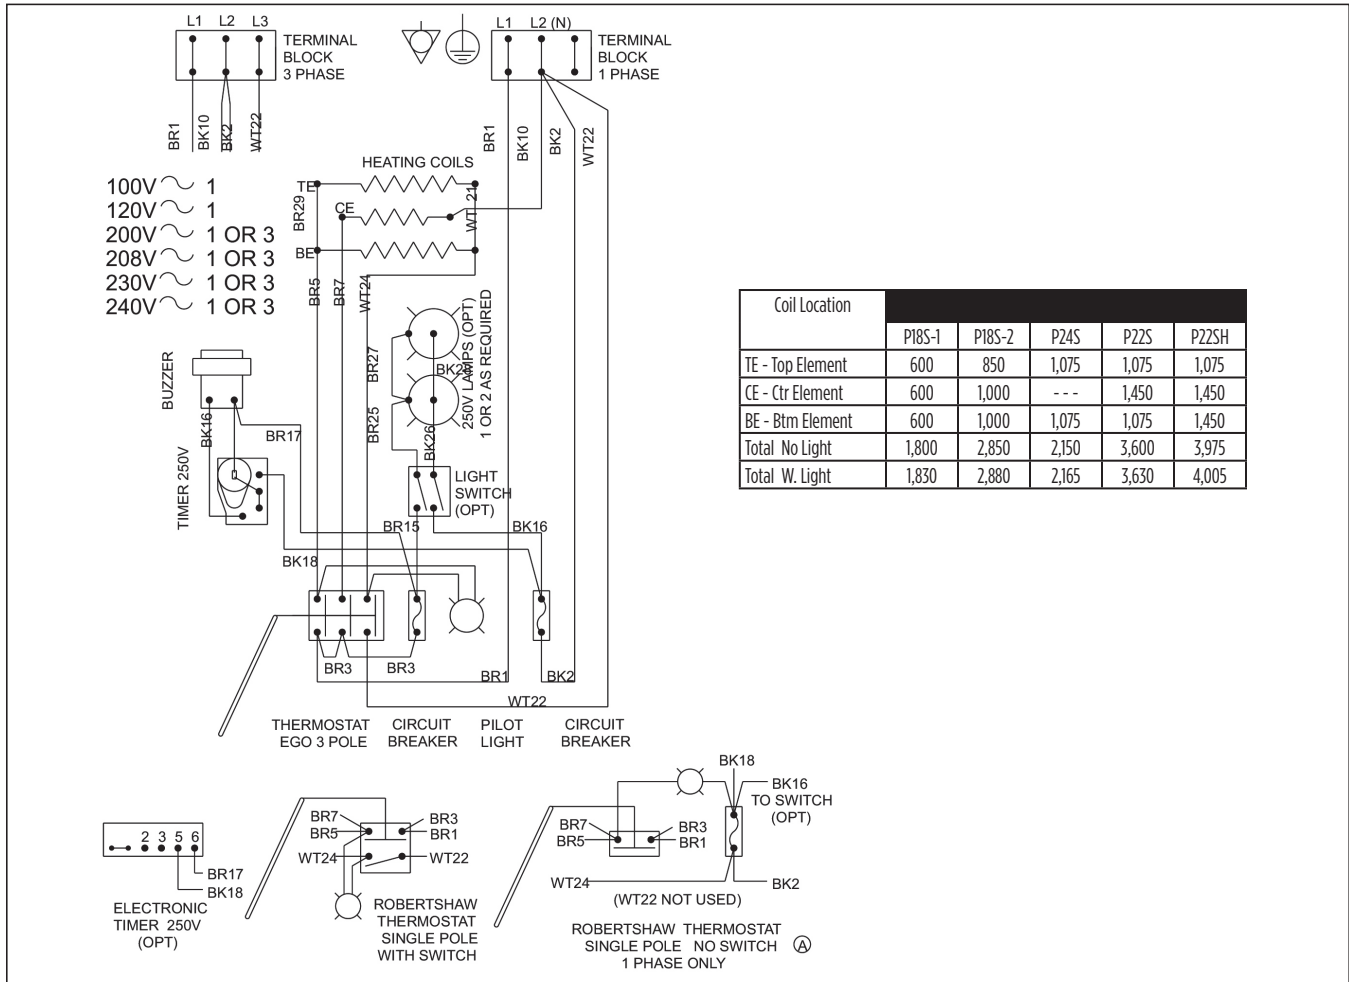 L1 L2 L3
TERMINAL
BLOCK
3 PHASE
L1 L2 (N)
TERMINAL
BLOCK
1 PHASE
BR1
BK10
BK2
WT22
BR1
BK10
BK2
WT22
HEATING COILS
TE
CE
BE
BR29
WT 21
BR5
BR7
WT24
100V 1
120V 1
200V 1 OR 3
208V 1 OR 3
230V 1 OR 3
240V 1 OR 3
BUZZER
BK16
BR17
TIMER 250V
BK18
BR27
BK28
BR25
BK26
250V LAMPS (OPT)
1 OR 2 AS REQUIRED
LIGHT
SWITCH
(OPT)
BR15
BK16
BR3
BR3
BR1
BK2
WT22
THERMOSTAT
EGO 3 POLE
CIRCUIT
BREAKER
PILOT
LIGHT
CIRCUIT
BREAKER
Coil Location
P18S-1 P18S-2 P24S P22S P22SH
TE - Top Element 600 850 1,075 1,075 1,075
CE - Ctr Element 600 1,000 - - - 1,450 1,450
BE - Btm Element 600 1,000 1,075 1,075 1,450
Total No Light 1,800 2,850 2,150 3,600 3,975
Total W. Light 1,830 2,880 2,165 3,630 4,005
2 3 5 6
BR17
BK18
ELECTRONIC
TIMER 250V
(OPT)
BR7
BR5
WT24
BR3
BR1
WT22
ROBERTSHAW
THERMOSTAT
SINGLE POLE
WITH SWITCH
BK18
BK16
TO SWITCH
(OPT)
BR7
BR5
BR3
BR1
WT24
BK2
(WT22 NOT USED)
ROBERTSHAW THERMOSTAT
SINGLE POLE NO SWITCH A
1 PHASE ONLY